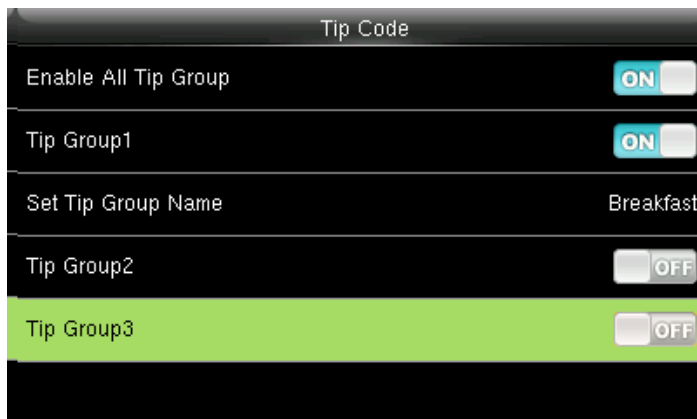 Tip Code
Enable All Tip Group ON
Tip Group1 ON
Set Tip Group Name Breakfast
Tip Group2 OFF
Tip Group3 OFF